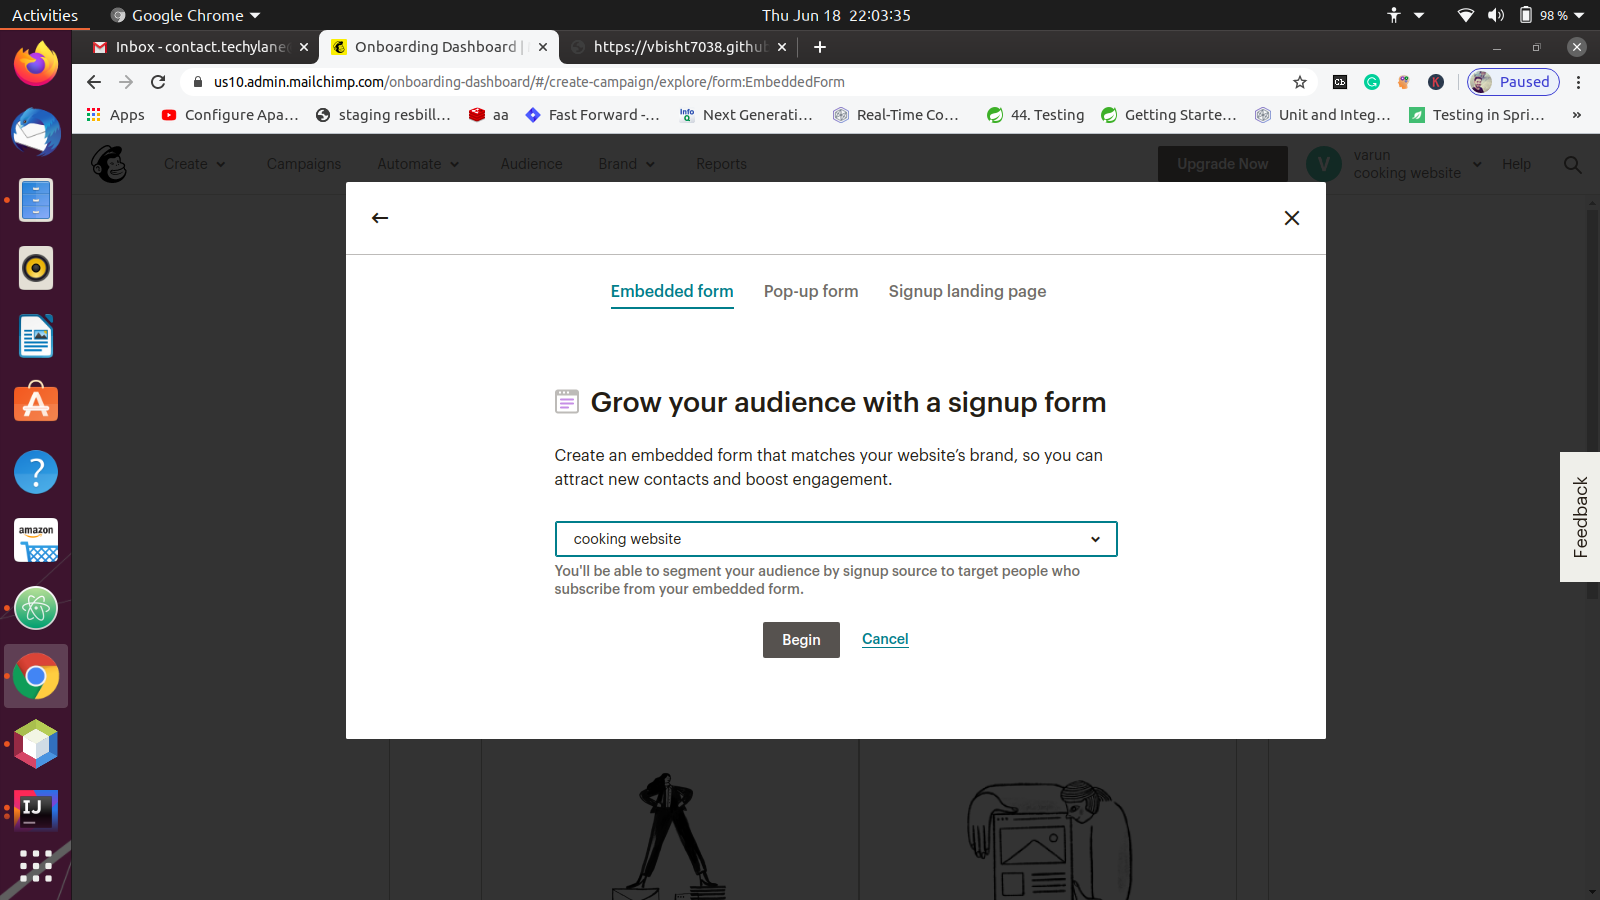 Activities
Google Chrome
Thu Jun 18 22:03:35
98 %
Inbox - contact.techylane
Onboarding Dashboard |
https://vbisht7038.github
us10.admin.mailchimp.com/onboarding-dashboard/#/create-campaign/explore/form:EmbeddedForm
Paused
Apps
Configure Apa...
staging resbill...
aa
Fast Forward -...
Next Generati...
Real-Time Co...
44. Testing
Getting Starte...
Unit and Integ...
Testing in Spri...
Create
Campaigns
Automate
Audience
Brand
Reports
Upgrade Now
V
varun
cooking website
Help
Embedded form
Pop-up form
Signup landing page
Grow your audience with a signup form
Create an embedded form that matches your website’s brand, so you can
attract new contacts and boost engagement.
cooking website
You'll be able to segment your audience by signup source to target people who
subscribe from your embedded form.
Begin
Cancel
Feedback
amazon
IJ